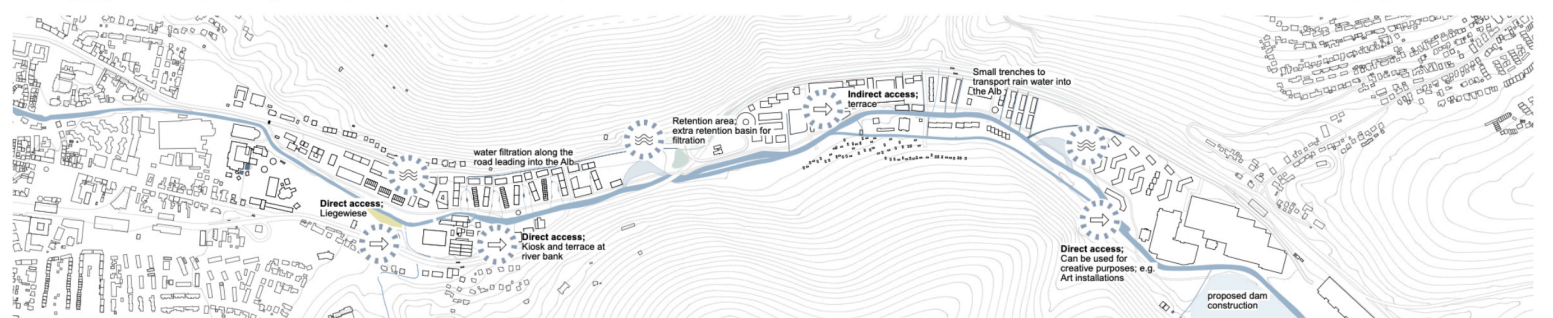 Small trenches to
transport rain water into
the Alb
Indirect access;
terrace
Retention area;
extra retention basin for
filtration
water filtration along the
road leading into the Alb
Direct access;
Liegewiese
Direct access;
Kiosk and terrace at
river bank
Direct access;
Can be used for
creative purposes; e.g.
Art installations
proposed dam
construction